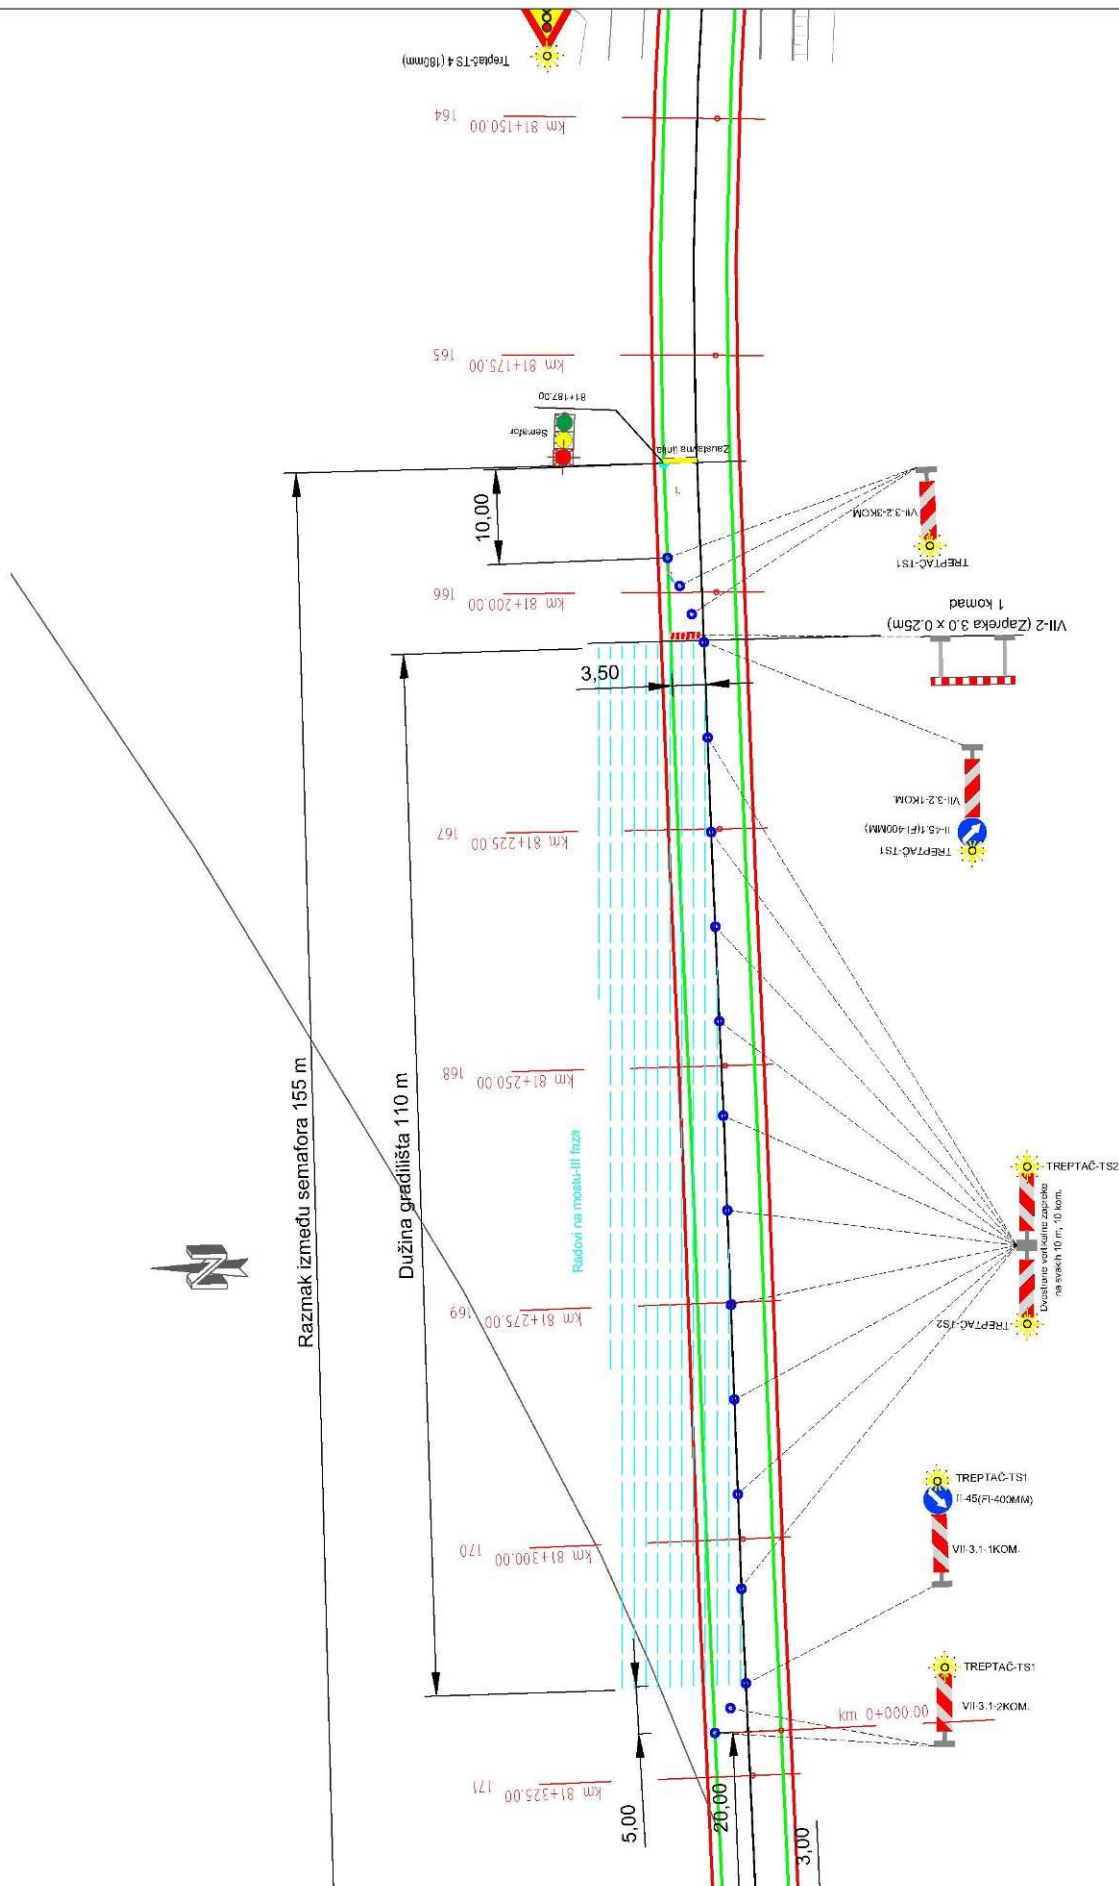 Treptač-TS 4 (180mm)
164
km 81+150.00
165
km 81+175.00
81+187.00
Semafor
Zaustavna linija
1
10,00
VII-3.2-3KOM.
TREPTAČ-TS1
166
km 81+200.00
VII-2 (Zapreka 3.0 x 0.25m)
1 komad
3,50
VII-3.2-1KOM.
II-45.1(FI-400MM)
TREPTAČ-TS1
167
km 81+225.00
168
km 81+250.00
Razmak između semafora 155 m
Dužina gradilišta 110 m
Radovi na mostu-III faza
TREPTAČ-TS2
Dvostrane vertikalne zapreke
na svakih 10 m, 10 kom.
TREPTAČ-TS2
N
169
km 81+275.00
TREPTAČ-TS1
II-45(FI-400MM)
VII-3.1-1KOM.
170
km 81+300.00
TREPTAČ-TS1
VII-3.1-2KOM.
km 0+000.00
171
km 81+325.00
5,00
20,00
3,00